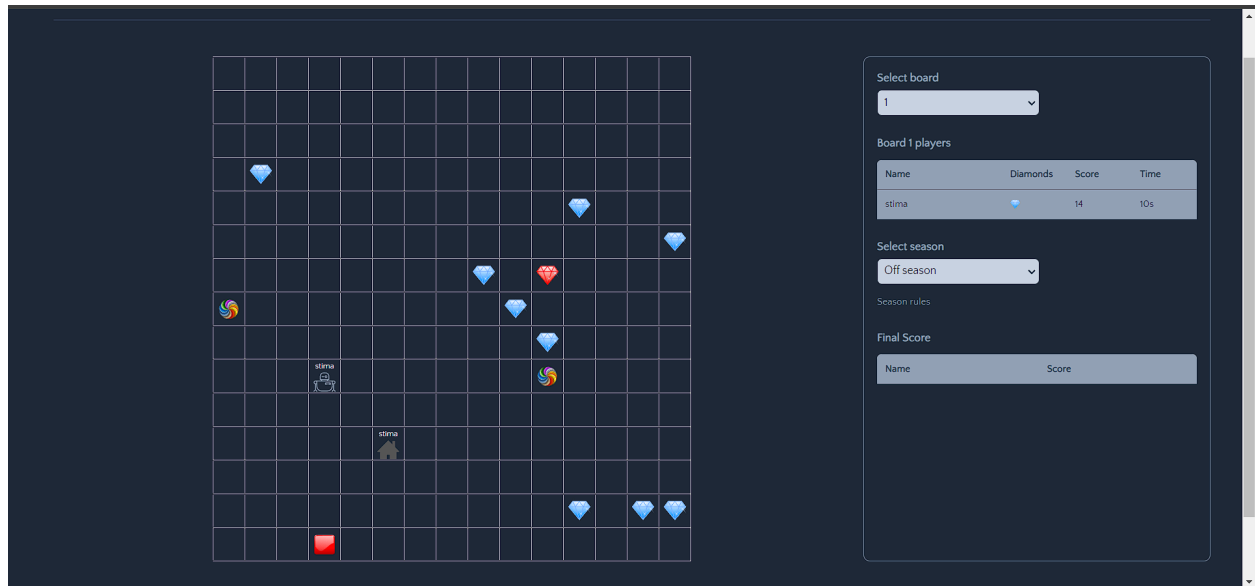 Select board
1
Board 1 players
Name Diamonds Score Time
stima 14 10s
Select season
Off season
Season rules
Final Score
Name Score
stima
stima